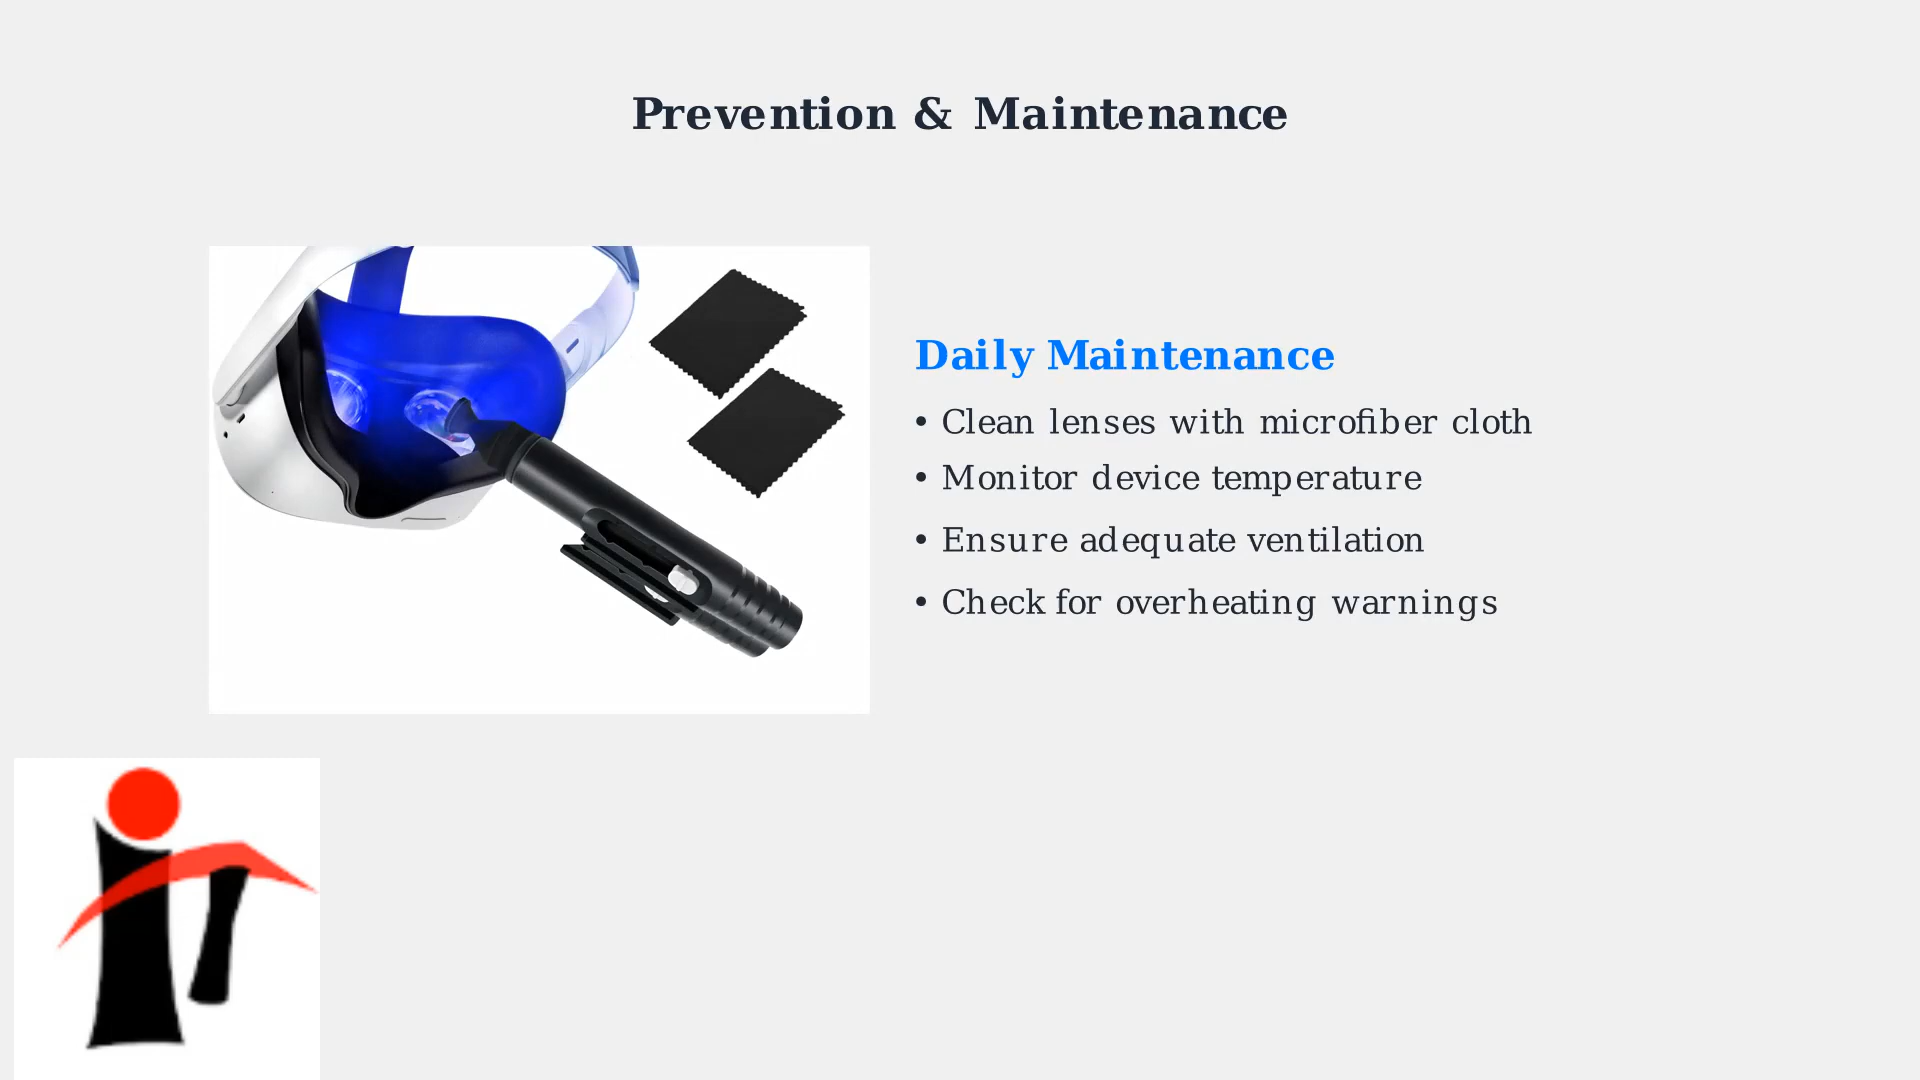 Prevention & Maintenance
Daily Maintenance
• Clean lenses with microfiber cloth
• Monitor device temperature
• Ensure adequate ventilation
• Check for overheating warnings